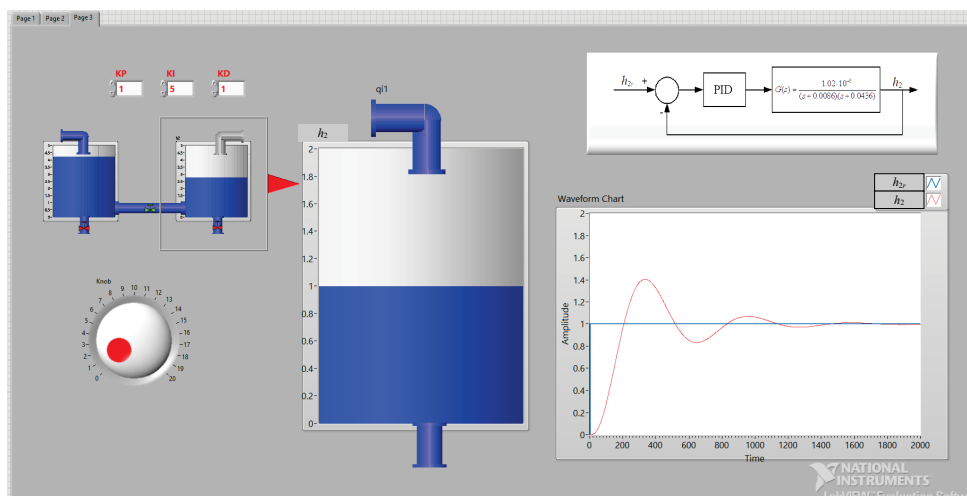 Page 1 Page 2 Page 3
KP KI KD
1 5 1
qi1
h₂ᵣ + PID G(s) = 1.02·10⁻⁶ / (s+0.0086)(s+0.0436) h₂
-
h₂
2
1.8
1.6
1.4
1.2
1
0.8
0.6
0.4
0.2
0
Knob
0 1 2 3 4 5 6 7 8 9 10 11 12 13 14 15 16 17 18 19 20
h₂ᵣ
h₂
Waveform Chart
Amplitude
2
1.8
1.6
1.4
1.2
1
0.8
0.6
0.4
0.2
0
0 200 400 600 800 1000 1200 1400 1600 1800 2000
Time
NATIONAL
INSTRUMENTS
LabVIEW Evaluation Softw